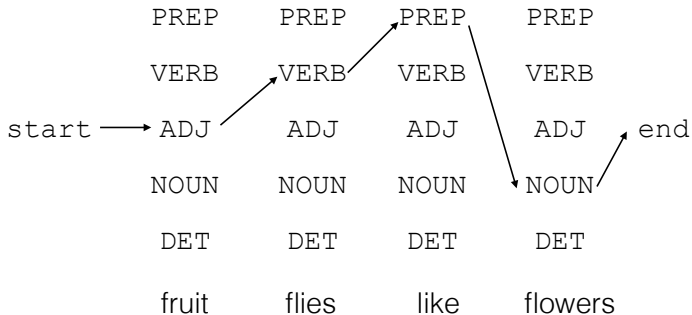 PREP PREP PREP PREP
VERB VERB VERB VERB
start ADJ ADJ ADJ ADJ end
NOUN NOUN NOUN NOUN
DET DET DET DET
fruit flies like flowers